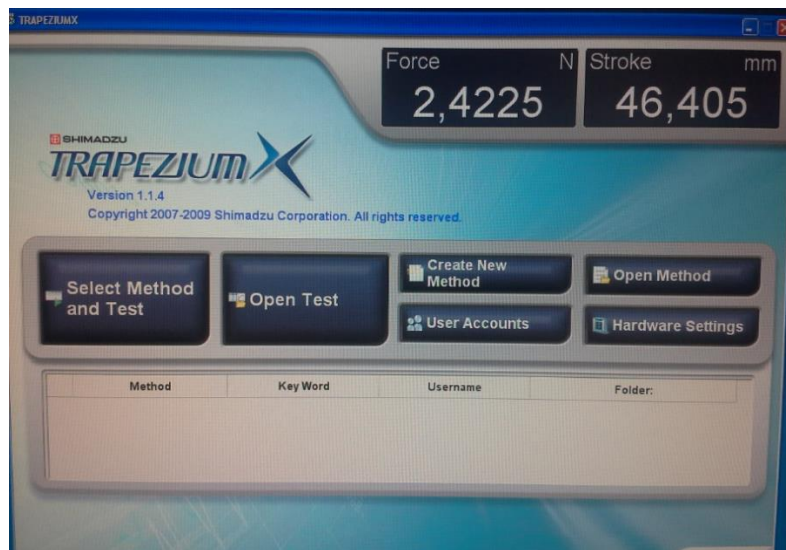 TRAPEZIUMX
Force N
2,4225
Stroke mm
46,405
SHIMADZU
TRAPEZIUM X
Version 1.1.4
Copyright 2007-2009 Shimadzu Corporation. All rights reserved.
Select Method
and Test
Open Test
Create New
Method
Open Method
User Accounts
Hardware Settings
Method Key Word Username Folder: